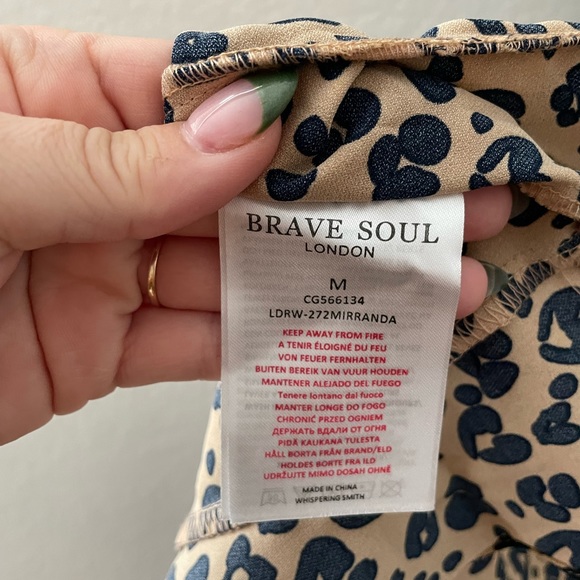 BRAVE SOUL
LONDON
M
CG566134
LDRW-272MIRRANDA
KEEP AWAY FROM FIRE
A TENIR ÉLOIGNÉ DU FEU
VON FEUER FERNHALTEN
BUITEN BEREIK VAN VUUR HOUDEN
MANTENER ALEJADO DEL FUEGO
Tenere lontano dal fuoco
MANTER LONGE DO FOGO
CHRONIĆ PRZED OGNIEM
ДЕРЖАТЬ ВДАЛИ ОТ ОГНЯ
PIDÄ KAUKANA TULESTA
HÅLL BORTA FRÅN BRAND/ELD
HOLDES BORTE FRA ILD
UDRŽUJTE MIMO DOSAH OHNĚ
MADE IN CHINA
WHISPERING SMITH